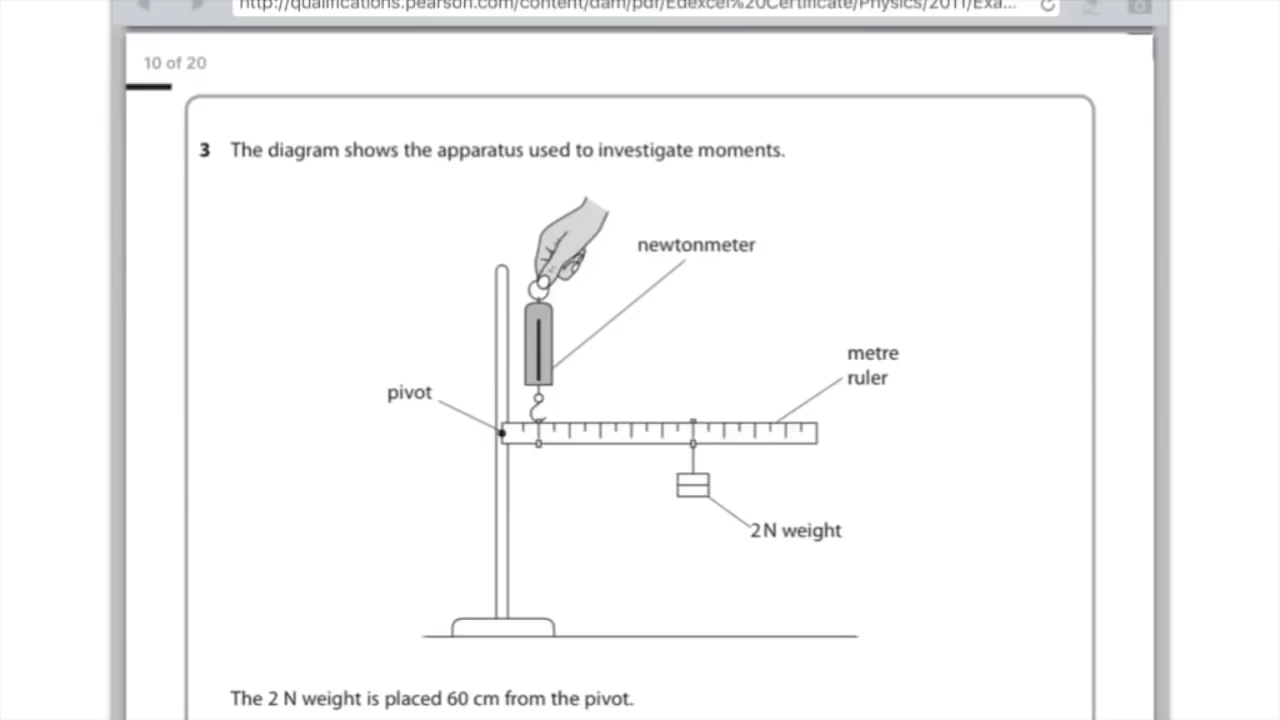 http://qualifications.pearson.com/content/dam/pdf/Edexcel%20Certificate/Physics/2011/Exa...
10 of 20
3 The diagram shows the apparatus used to investigate moments.
newtonmeter
metre
ruler
pivot
2N weight
The 2 N weight is placed 60 cm from the pivot.